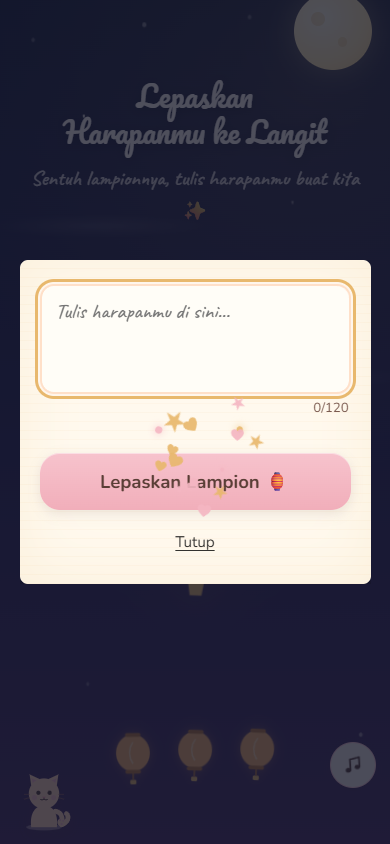 Lepaskan
Harapanmu ke Langit
Sentuh lampionnya, tulis harapanmu buat kita
✨
Tulis harapanmu di sini...
0/120
Lepaskan Lampion 🏮
Tutup